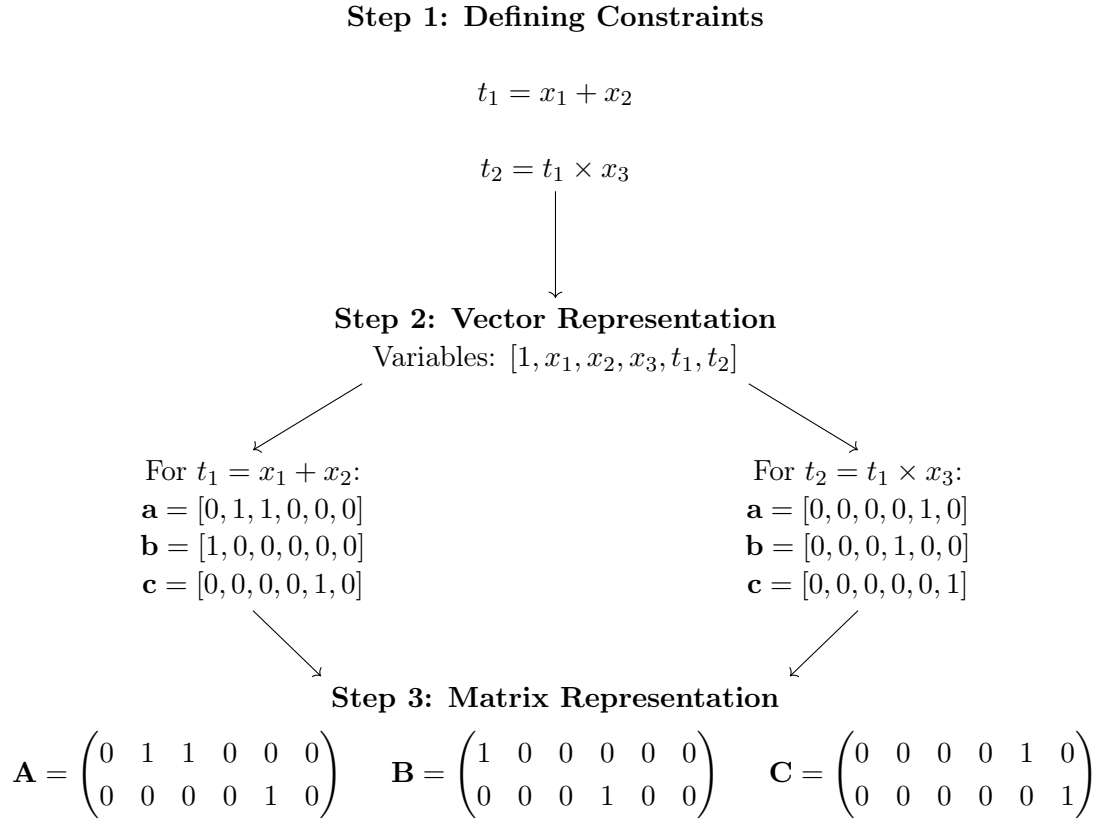 Step 1: Defining Constraints
t₁ = x₁ + x₂
t₂ = t₁ × x₃
Step 2: Vector Representation
Variables: [1, x₁, x₂, x₃, t₁, t₂]
For t₁ = x₁ + x₂:
a = [0, 1, 1, 0, 0, 0]
b = [1, 0, 0, 0, 0, 0]
c = [0, 0, 0, 0, 1, 0]
For t₂ = t₁ × x₃:
a = [0, 0, 0, 0, 1, 0]
b = [0, 0, 0, 1, 0, 0]
c = [0, 0, 0, 0, 0, 1]
Step 3: Matrix Representation
A = (0 1 1 0 0 0
0 0 0 0 1 0)
B = (1 0 0 0 0 0
0 0 0 1 0 0)
C = (0 0 0 0 1 0
0 0 0 0 0 1)